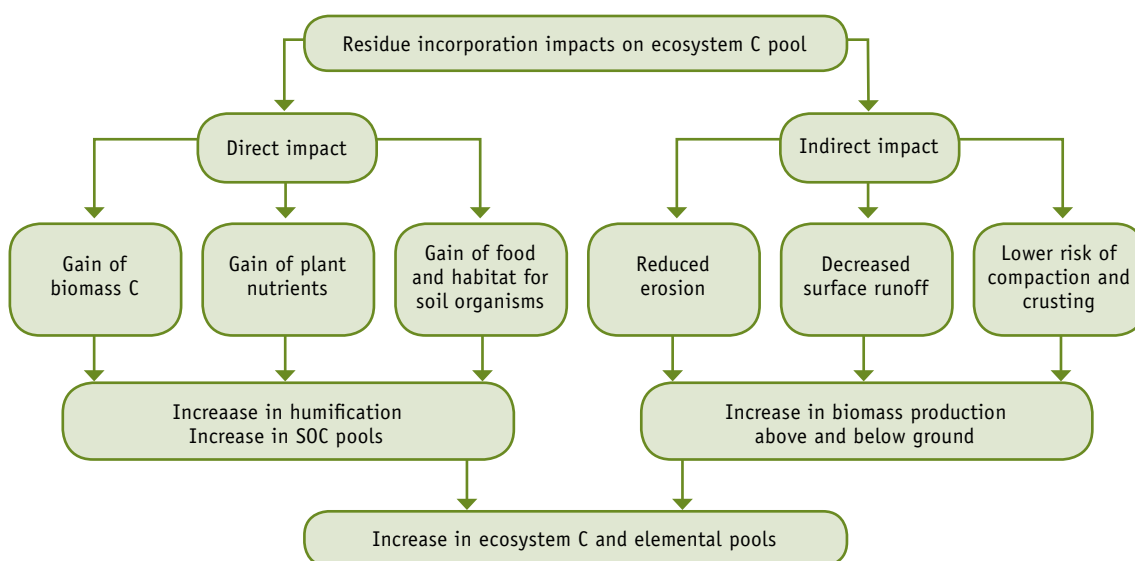 Residue incorporation impacts on ecosystem C pool
Direct impact
Indirect impact
Gain of
biomass C
Gain of plant
nutrients
Gain of food
and habitat for
soil organisms
Reduced
erosion
Decreased
surface runoff
Lower risk of
compaction and
crusting
Increaase in humification
Increase in SOC pools
Increase in biomass production
above and below ground
Increase in ecosystem C and elemental pools